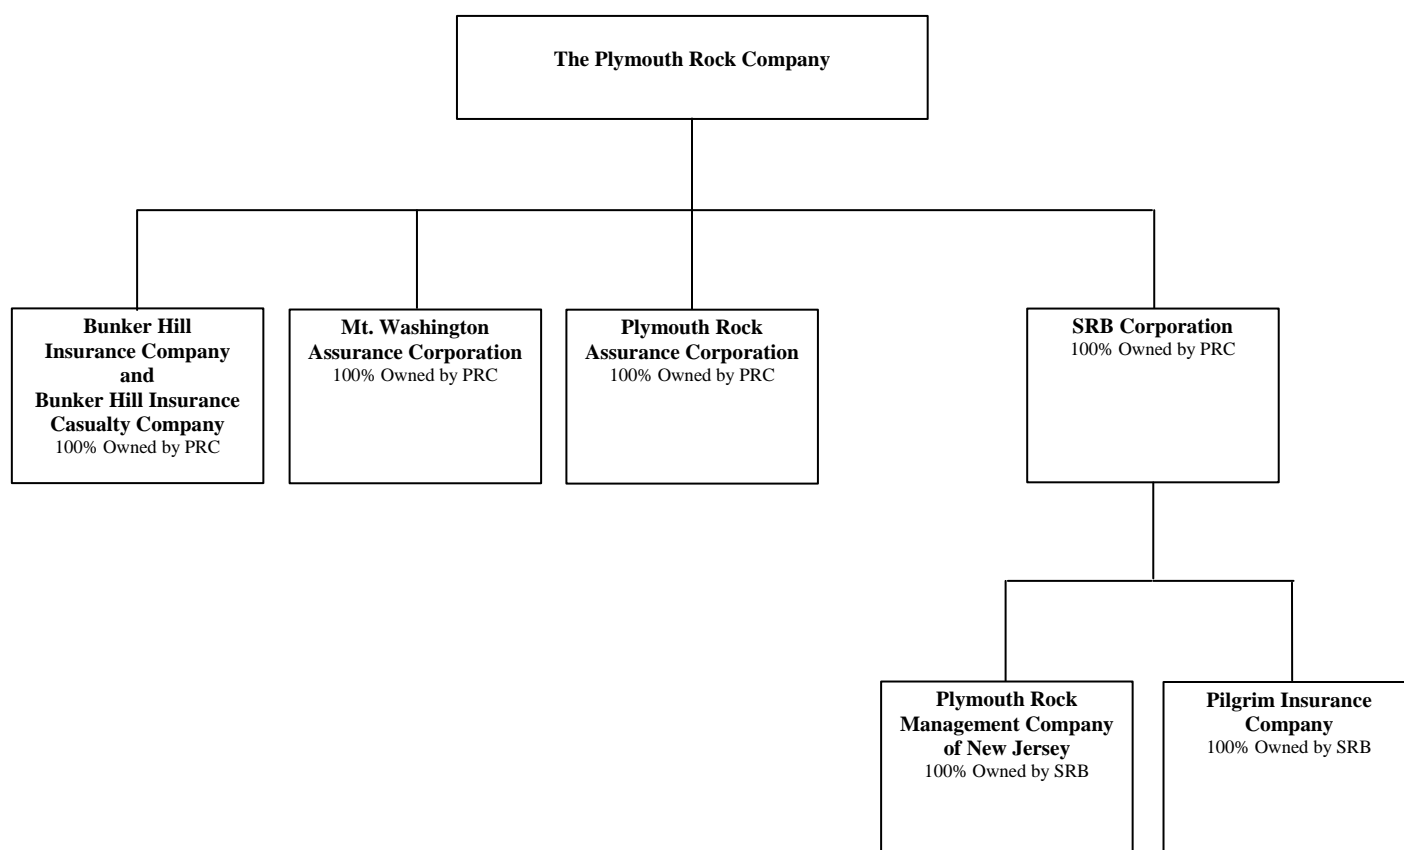 The Plymouth Rock Company
Bunker Hill
Insurance Company
and
Bunker Hill Insurance
Casualty Company
100% Owned by PRC
Mt. Washington
Assurance Corporation
100% Owned by PRC
Plymouth Rock
Assurance Corporation
100% Owned by PRC
SRB Corporation
100% Owned by PRC
Plymouth Rock
Management Company
of New Jersey
100% Owned by SRB
Pilgrim Insurance
Company
100% Owned by SRB